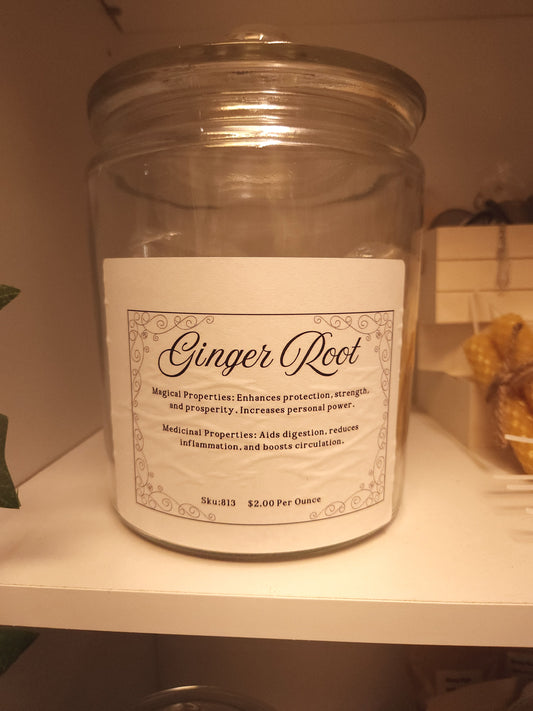 Ginger Root
Magical Properties: Enhances protection, strength,
and prosperity. Increases personal power.
Medicinal Properties: Aids digestion, reduces
inflammation, and boosts circulation.
Sku:813 $2.00 Per Ounce